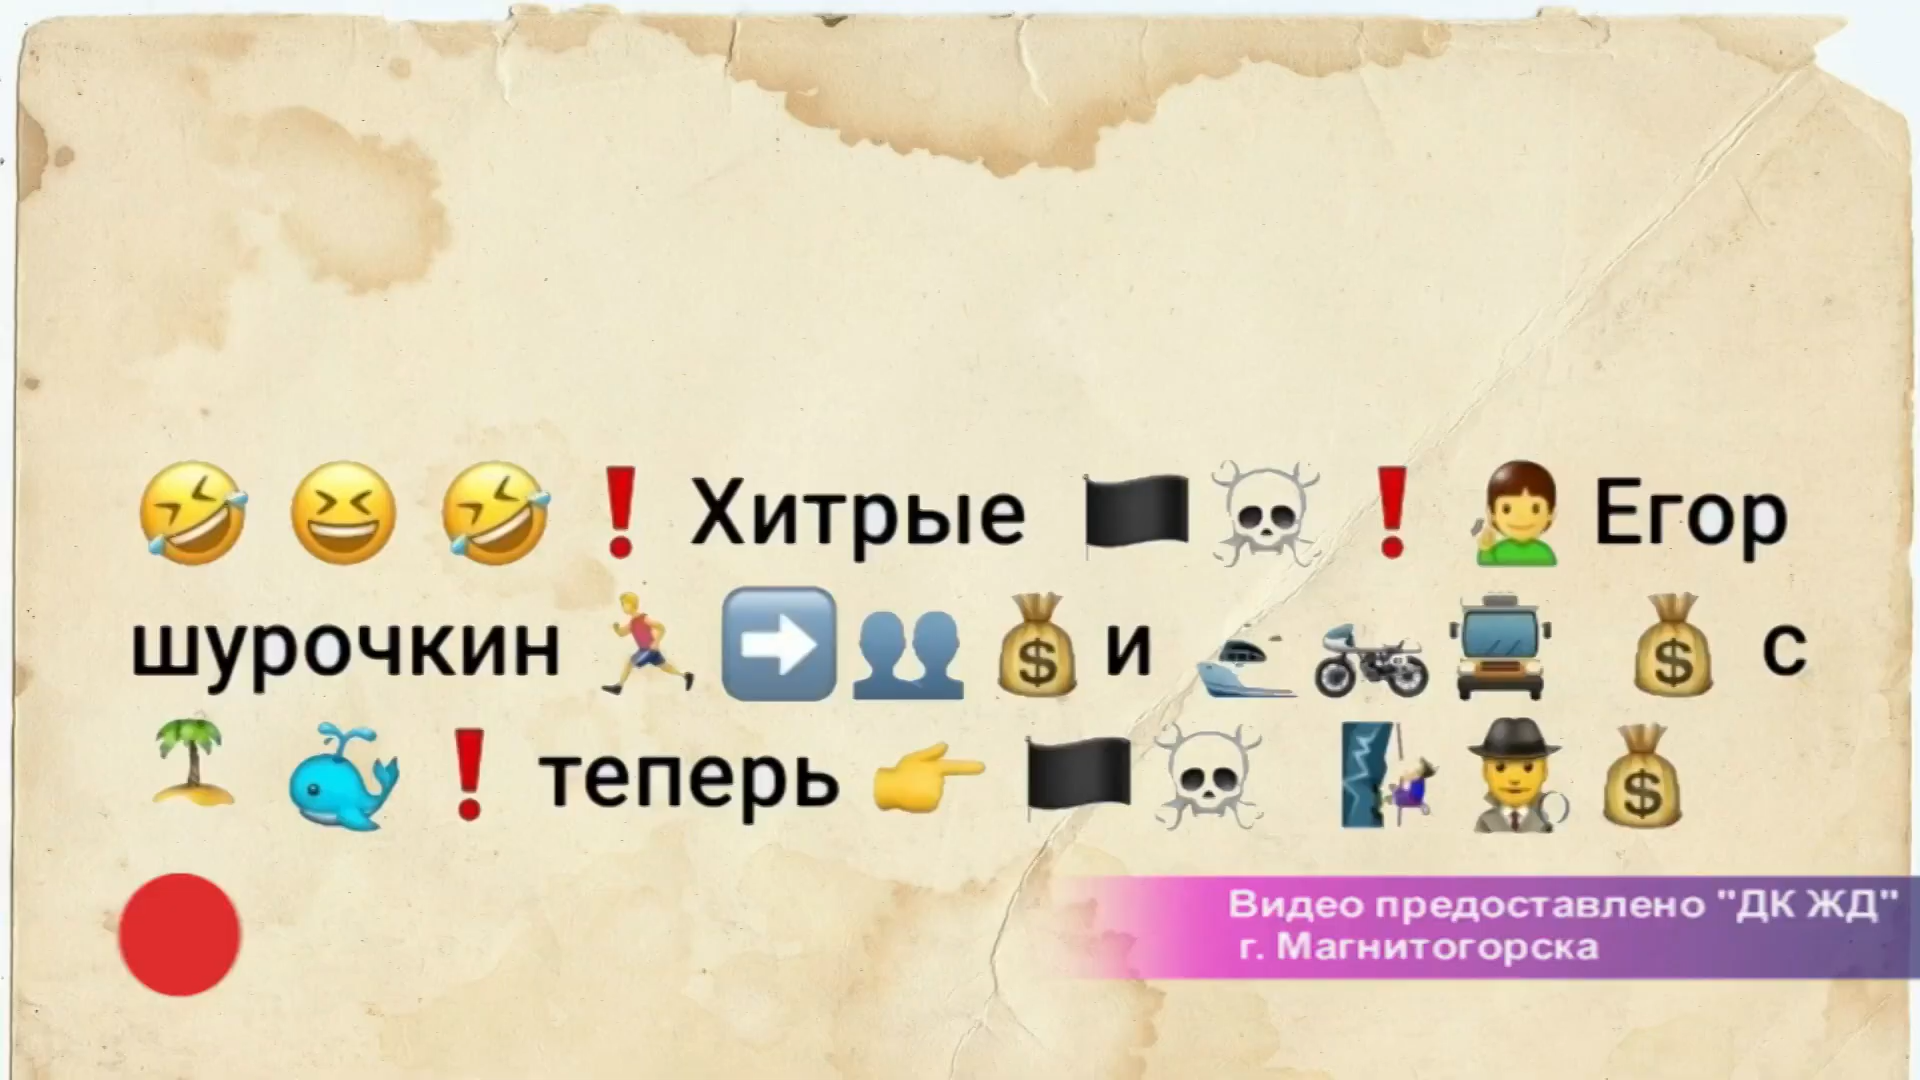 🤣 😆 🤣 ❗ Хитрые 🏴☠️❗ 🧏‍♂️ Егор
шурочкин 🏃 ➡️ 👥 💰 и 🛥️🏍️🚍 💰 с
🏝️ 🐳 ❗ теперь 👉 🏴☠️ 🕵️‍♂️ 💰
Видео предоставлено "ДК ЖД"
г. Магнитогорска